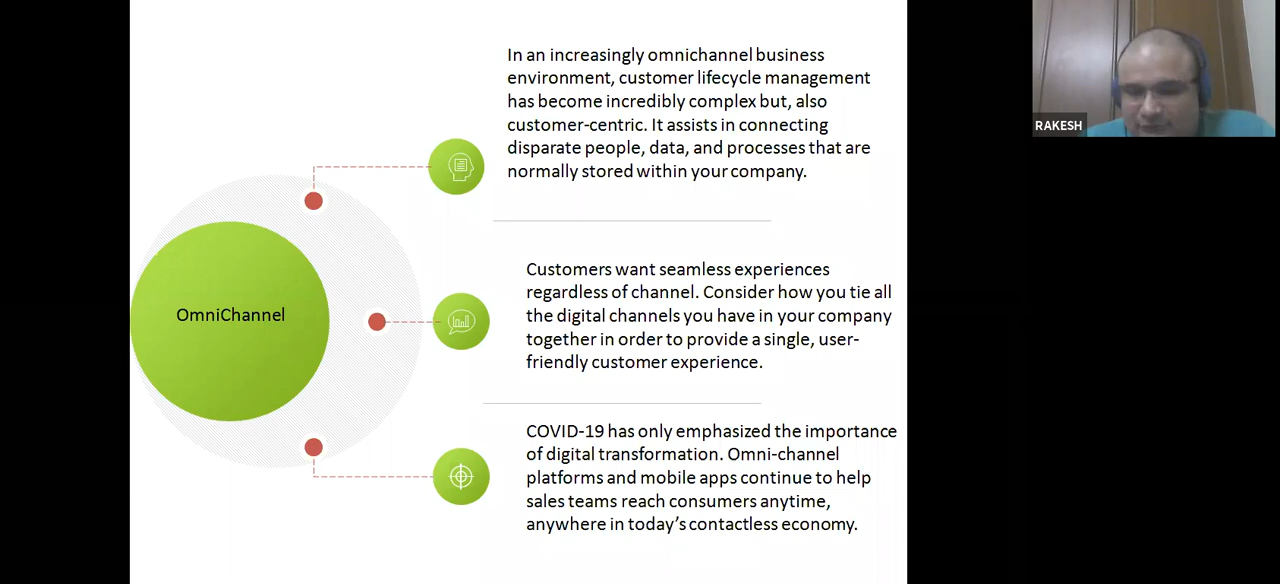 In an increasingly omnichannel business
environment, customer lifecycle management
has become incredibly complex but, also
customer-centric. It assists in connecting
disparate people, data, and processes that are
normally stored within your company.
RAKESH
OmniChannel
Customers want seamless experiences
regardless of channel. Consider how you tie all
the digital channels you have in your company
together in order to provide a single, user-
friendly customer experience.
COVID-19 has only emphasized the importance
of digital transformation. Omni-channel
platforms and mobile apps continue to help
sales teams reach consumers anytime,
anywhere in today's contactless economy.